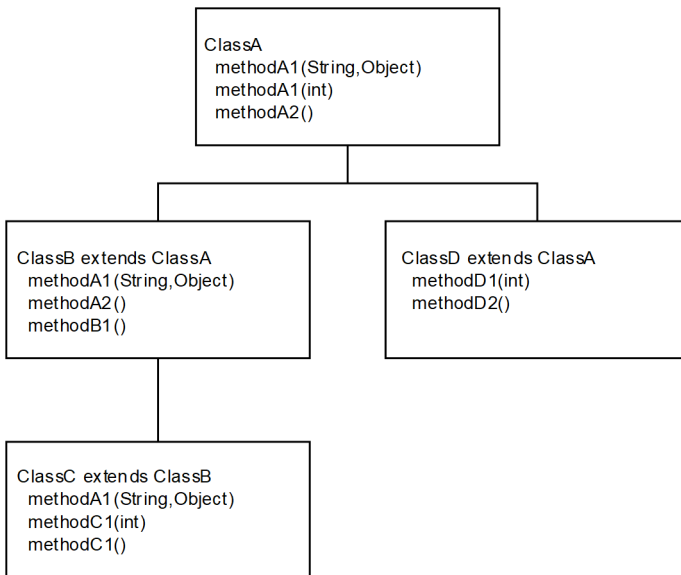 ClassA
methodA1(String,Object)
methodA1(int)
methodA2()
ClassB extends ClassA
methodA1(String,Object)
methodA2()
methodB1()
ClassD extends ClassA
methodD1(int)
methodD2()
ClassC extends ClassB
methodA1(String,Object)
methodC1(int)
methodC1()